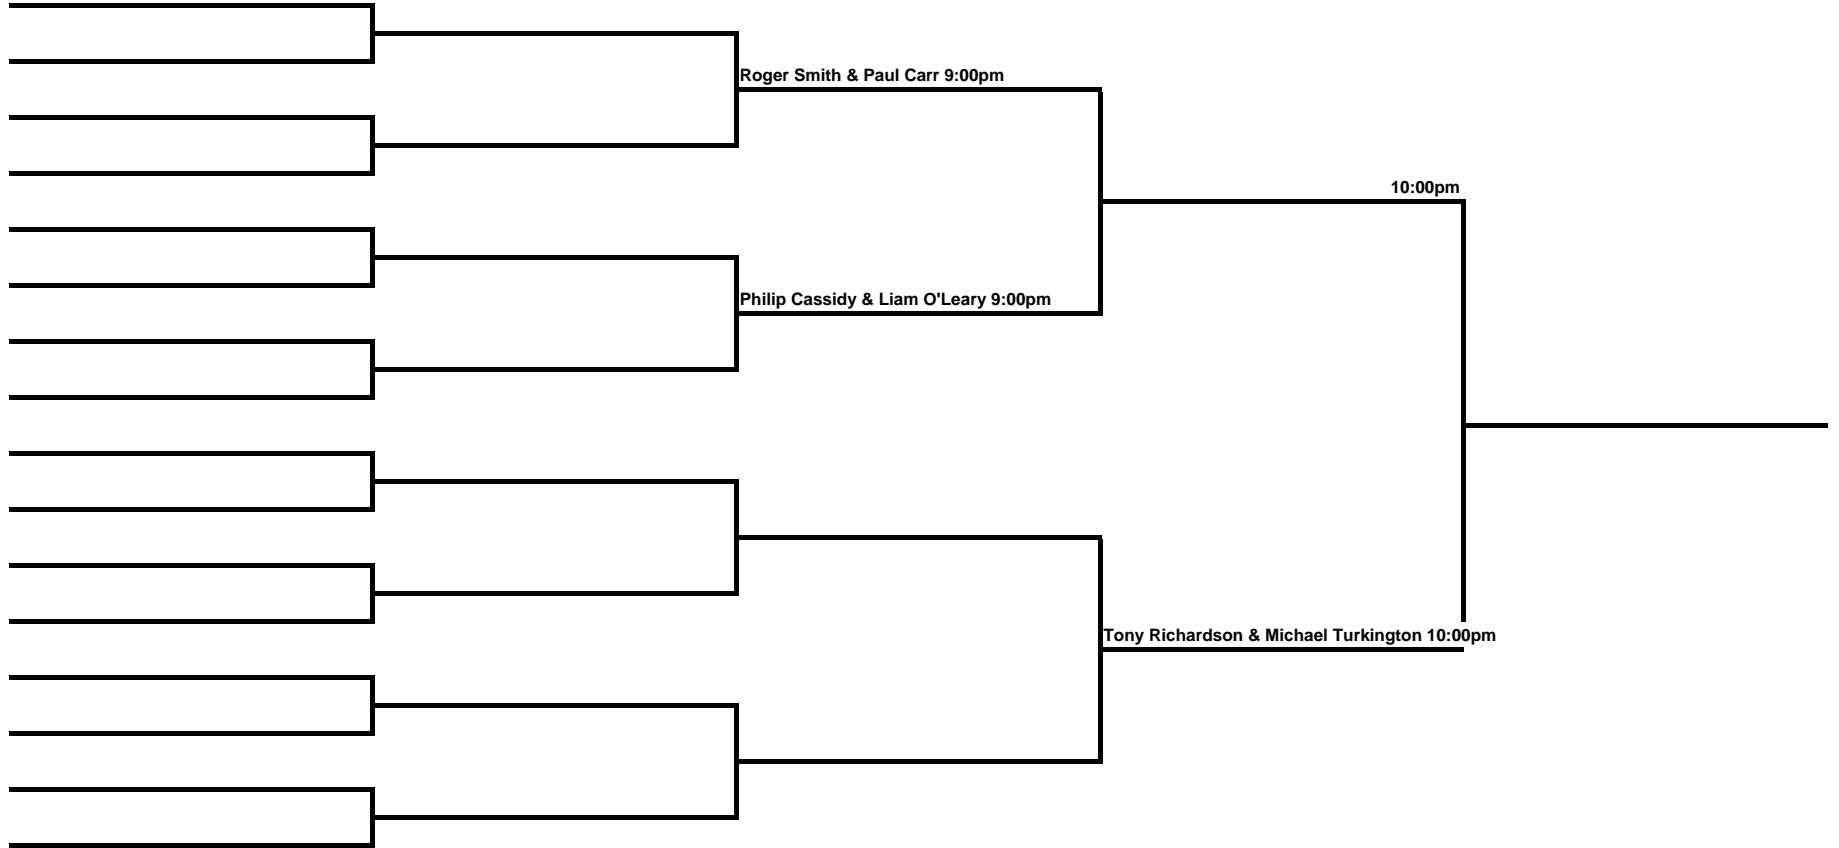 Roger Smith & Paul Carr 9:00pm
10:00pm
Philip Cassidy & Liam O'Leary 9:00pm
Tony Richardson & Michael Turkington 10:00pm